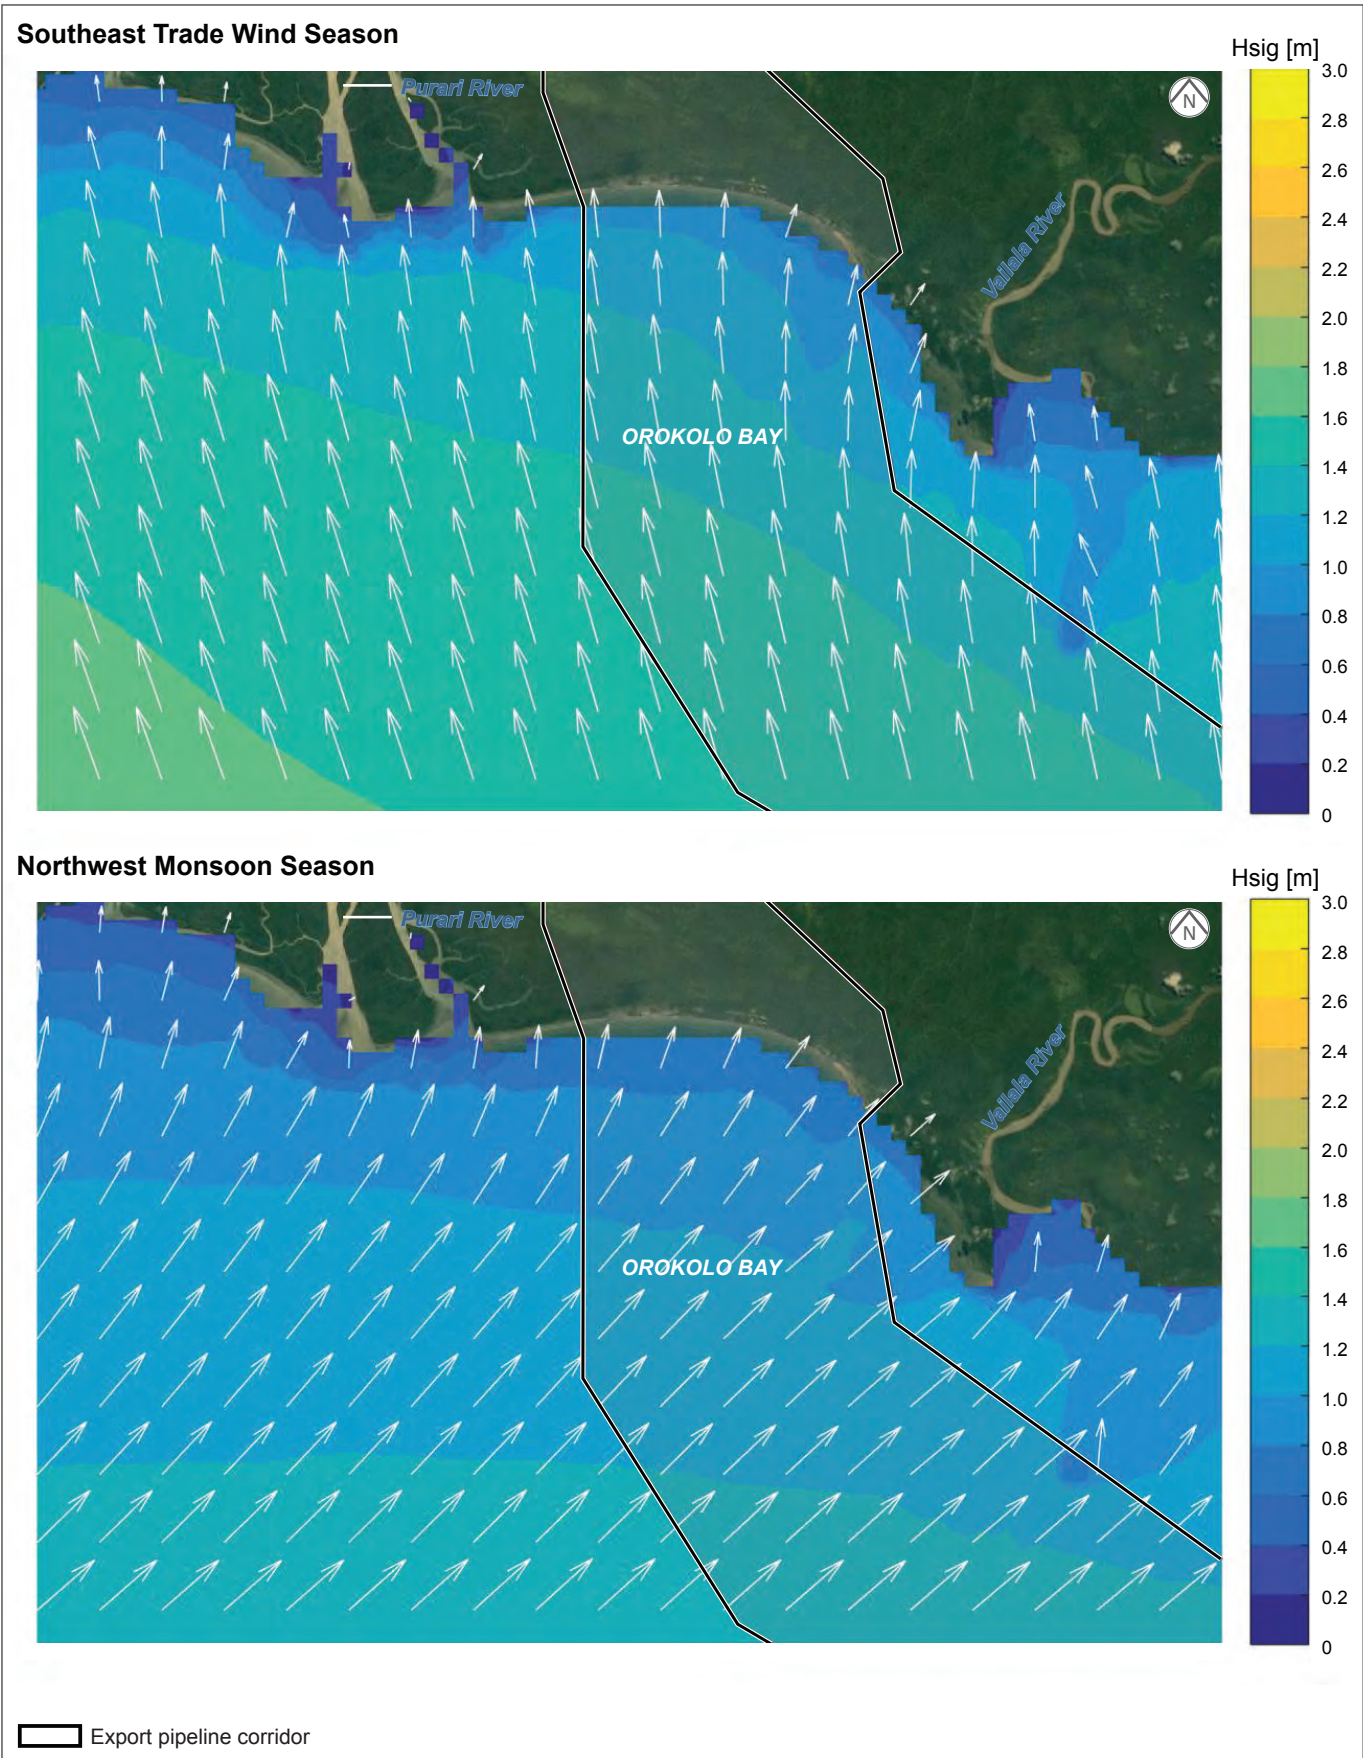 Southeast Trade Wind Season
Hsig [m]
Purari River
N
Vailala River
OROKOLO BAY
3.0
2.8
2.6
2.4
2.2
2.0
1.8
1.6
1.4
1.2
1.0
0.8
0.6
0.4
0.2
0
Northwest Monsoon Season
Hsig [m]
Purari River
N
Vailala River
OROKOLO BAY
3.0
2.8
2.6
2.4
2.2
2.0
1.8
1.6
1.4
1.2
1.0
0.8
0.6
0.4
0.2
0
Export pipeline corridor